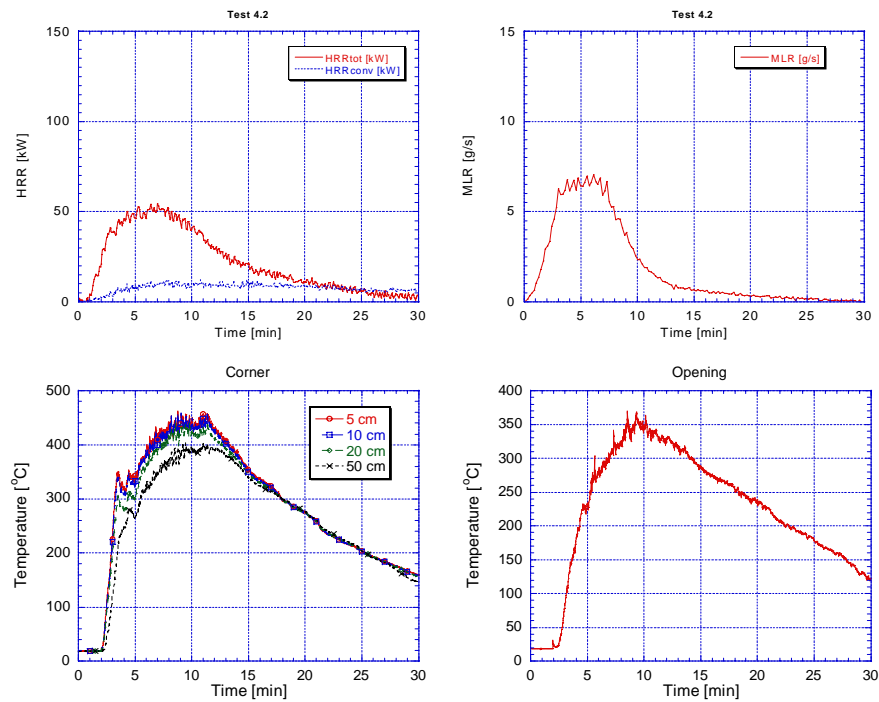 Test 4.2
150
100
50
0
HRR [kW]
HRRtot [kW]
HRRconv [kW]
0 5 10 15 20 25 30
Time [min]
Test 4.2
15
10
5
0
MLR [g/s]
MLR [g/s]
0 5 10 15 20 25 30
Time [min]
Corner
500
400
300
200
100
0
Temperature [°C]
5 cm
10 cm
20 cm
50 cm
0 5 10 15 20 25 30
Time [min]
Opening
400
350
300
250
200
150
100
50
0
Temperature [°C]
0 5 10 15 20 25 30
Time [min]